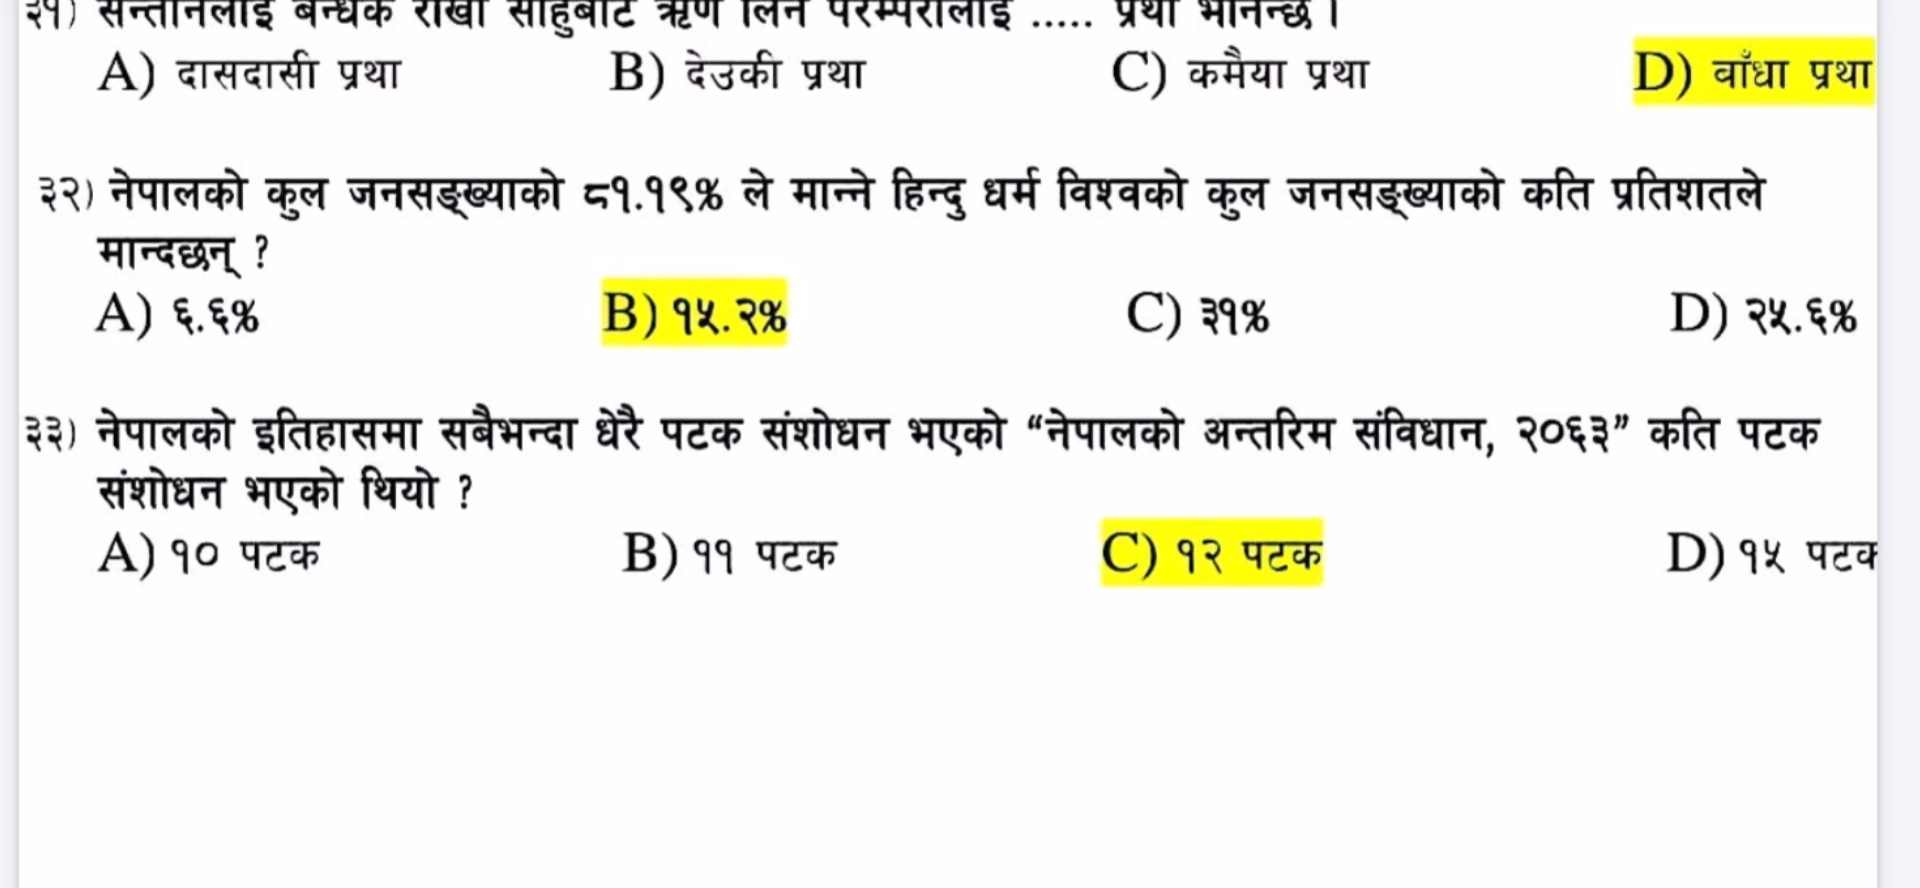 ३१) सन्तानलाई बन्धक राखी साहुबाट ऋण लिने परम्परालाई ..... प्रथा भनिन्छ ।
A) दासदासी प्रथा B) देउकी प्रथा C) कमैया प्रथा D) वाँधा प्रथा
३२) नेपालको कुल जनसङ्ख्याको ८१.१९% ले मान्ने हिन्दु धर्म विश्वको कुल जनसङ्ख्याको कति प्रतिशतले
मान्दछन् ?
A) ६.६% B) १५.२% C) ३१% D) २५.६%
३३) नेपालको इतिहासमा सबैभन्दा धेरै पटक संशोधन भएको “नेपालको अन्तरिम संविधान, २०६३” कति पटक
संशोधन भएको थियो ?
A) १० पटक B) ११ पटक C) १२ पटक D) १५ पटक